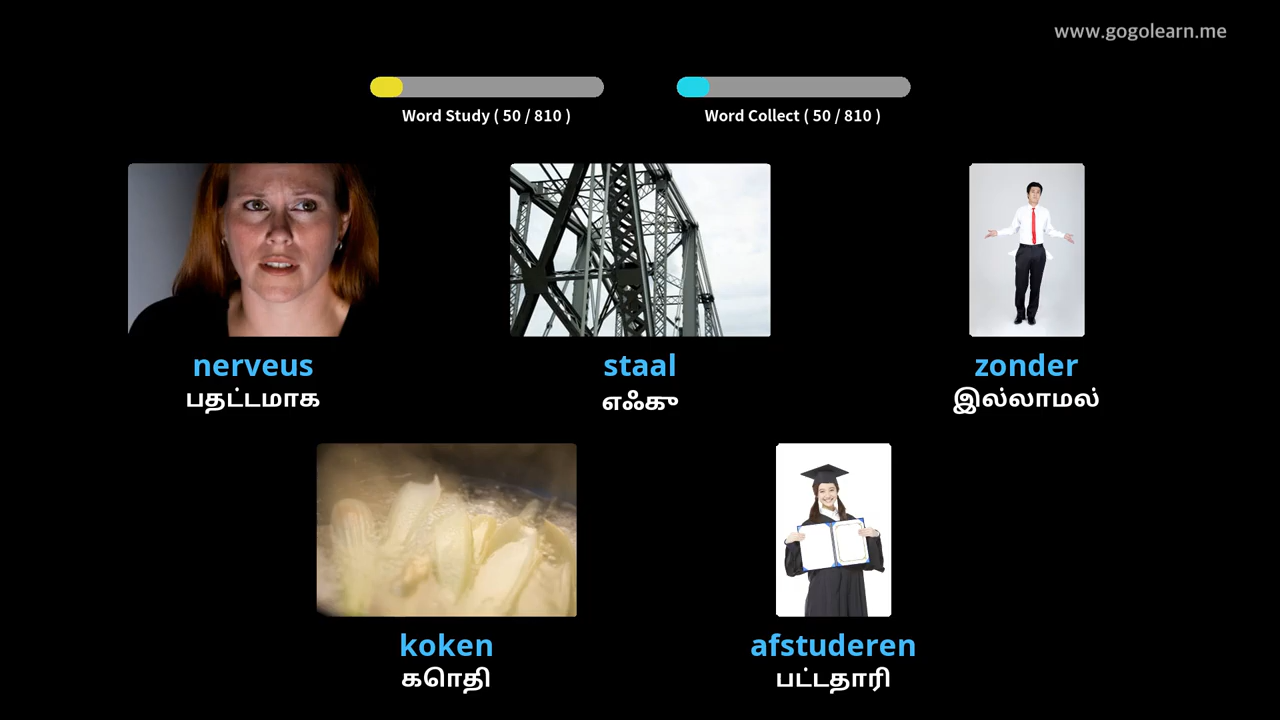 www.gogolearn.me
Word Study ( 50 / 810 )
Word Collect ( 50 / 810 )
nerveus
பதட்டமாக
staal
எஃகு
zonder
இல்லாமல்
koken
கொதி
afstuderen
பட்டதாரி